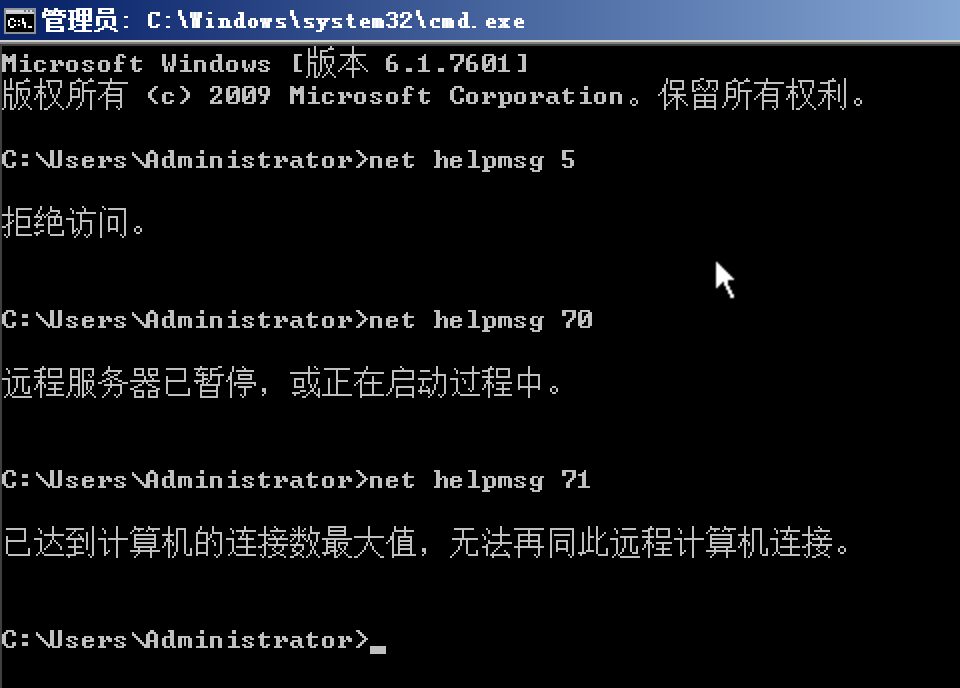 管理员: C:\Windows\system32\cmd.exe
Microsoft Windows [版本 6.1.7601]
版权所有 (c) 2009 Microsoft Corporation。保留所有权利。
C:\Users\Administrator>net helpmsg 5
拒绝访问。
C:\Users\Administrator>net helpmsg 70
远程服务器已暂停，或正在启动过程中。
C:\Users\Administrator>net helpmsg 71
已达到计算机的连接数最大值，无法再同此远程计算机连接。
C:\Users\Administrator>